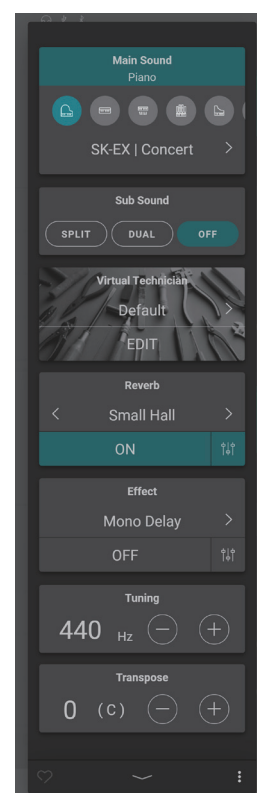 Main Sound
Piano
SK-EX | Concert
Sub Sound
SPLIT DUAL OFF
Virtual Technician
Default
EDIT
Reverb
Small Hall
ON
Effect
Mono Delay
OFF
Tuning
440 Hz
Transpose
0 (C)